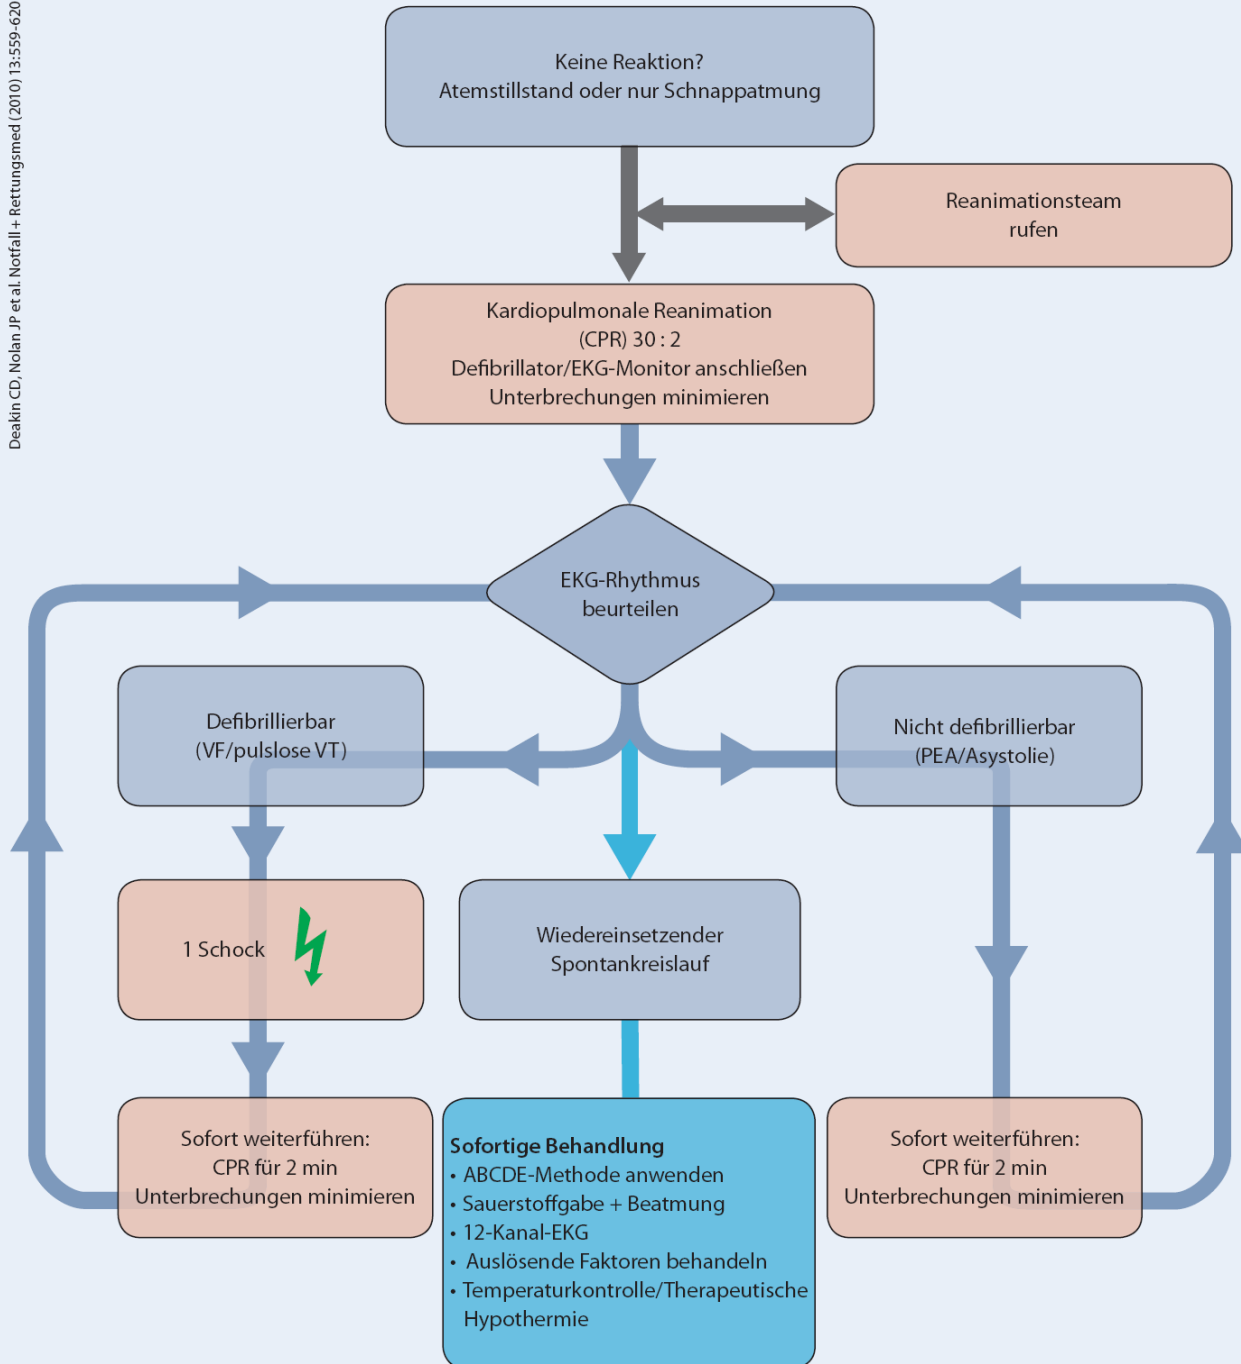 Deakin CD, Nolan JP et al. Notfall + Rettungsmed (2010) 13:559-620
Keine Reaktion?
Atemstillstand oder nur Schnappatmung
Reanimationsteam
rufen
Kardiopulmonale Reanimation
(CPR) 30 : 2
Defibrillator/EKG-Monitor anschließen
Unterbrechungen minimieren
EKG-Rhythmus
beurteilen
Defibrillierbar
(VF/pulslose VT)
Nicht defibrillierbar
(PEA/Asystolie)
1 Schock
Wiedereinsetzender
Spontankreislauf
Sofort weiterführen:
CPR für 2 min
Unterbrechungen minimieren
Sofortige Behandlung
• ABCDE-Methode anwenden
• Sauerstoffgabe + Beatmung
• 12-Kanal-EKG
• Auslösende Faktoren behandeln
• Temperaturkontrolle/Therapeutische
Hypothermie
Sofort weiterführen:
CPR für 2 min
Unterbrechungen minimieren